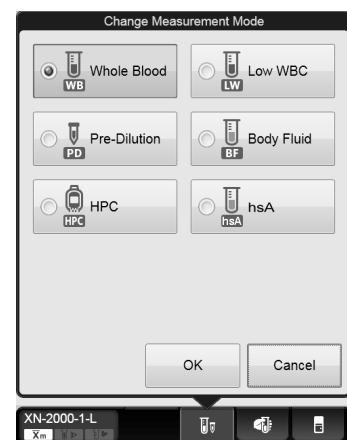 Change Measurement Mode
Whole Blood
WB
Low WBC
LW
Pre-Dilution
PD
Body Fluid
BF
HPC
HPC
hsA
hsA
OK
Cancel
XN-2000-1-L
Xm